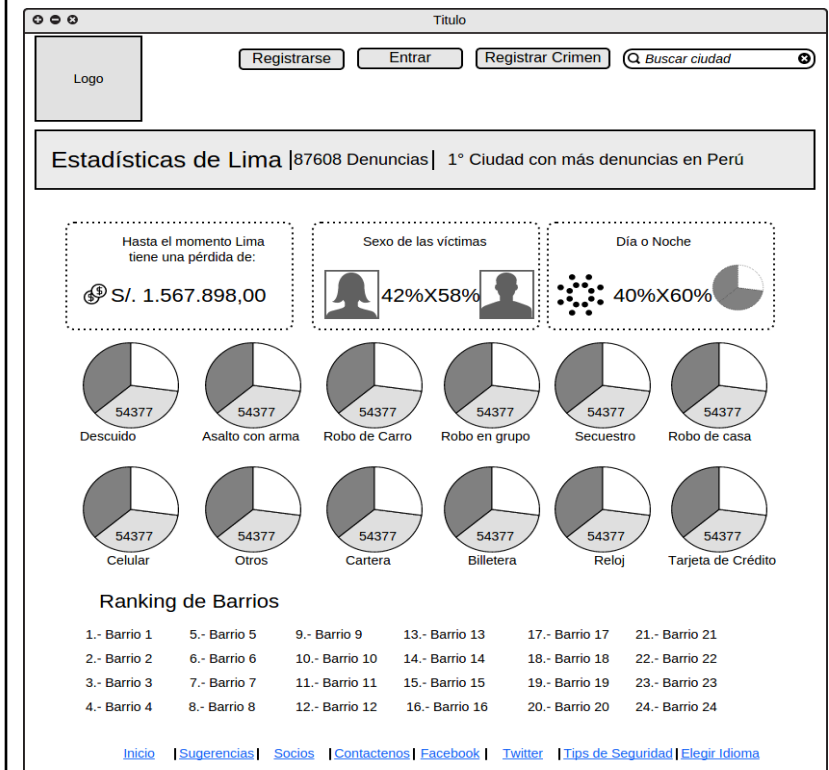 Titulo
Logo
Registrarse Entrar Registrar Crimen Buscar ciudad
Estadísticas de Lima |87608 Denuncias| 1° Ciudad con más denuncias en Perú
Hasta el momento Lima
tiene una pérdida de:
S/. 1.567.898,00
Sexo de las víctimas
42%X58%
Día o Noche
40%X60%
54377 54377 54377 54377 54377 54377
Descuido Asalto con arma Robo de Carro Robo en grupo Secuestro Robo de casa
54377 54377 54377 54377 54377 54377
Celular Otros Cartera Billetera Reloj Tarjeta de Crédito
Ranking de Barrios
1.- Barrio 1 5.- Barrio 5 9.- Barrio 9 13.- Barrio 13 17.- Barrio 17 21.- Barrio 21
2.- Barrio 2 6.- Barrio 6 10.- Barrio 10 14.- Barrio 14 18.- Barrio 18 22.- Barrio 22
3.- Barrio 3 7.- Barrio 7 11.- Barrio 11 15.- Barrio 15 19.- Barrio 19 23.- Barrio 23
4.- Barrio 4 8.- Barrio 8 12.- Barrio 12 16.- Barrio 16 20.- Barrio 20 24.- Barrio 24
Inicio |Sugerencias| Socios |Contactenos| Facebook | Twitter |Tips de Seguridad|Elegir Idioma